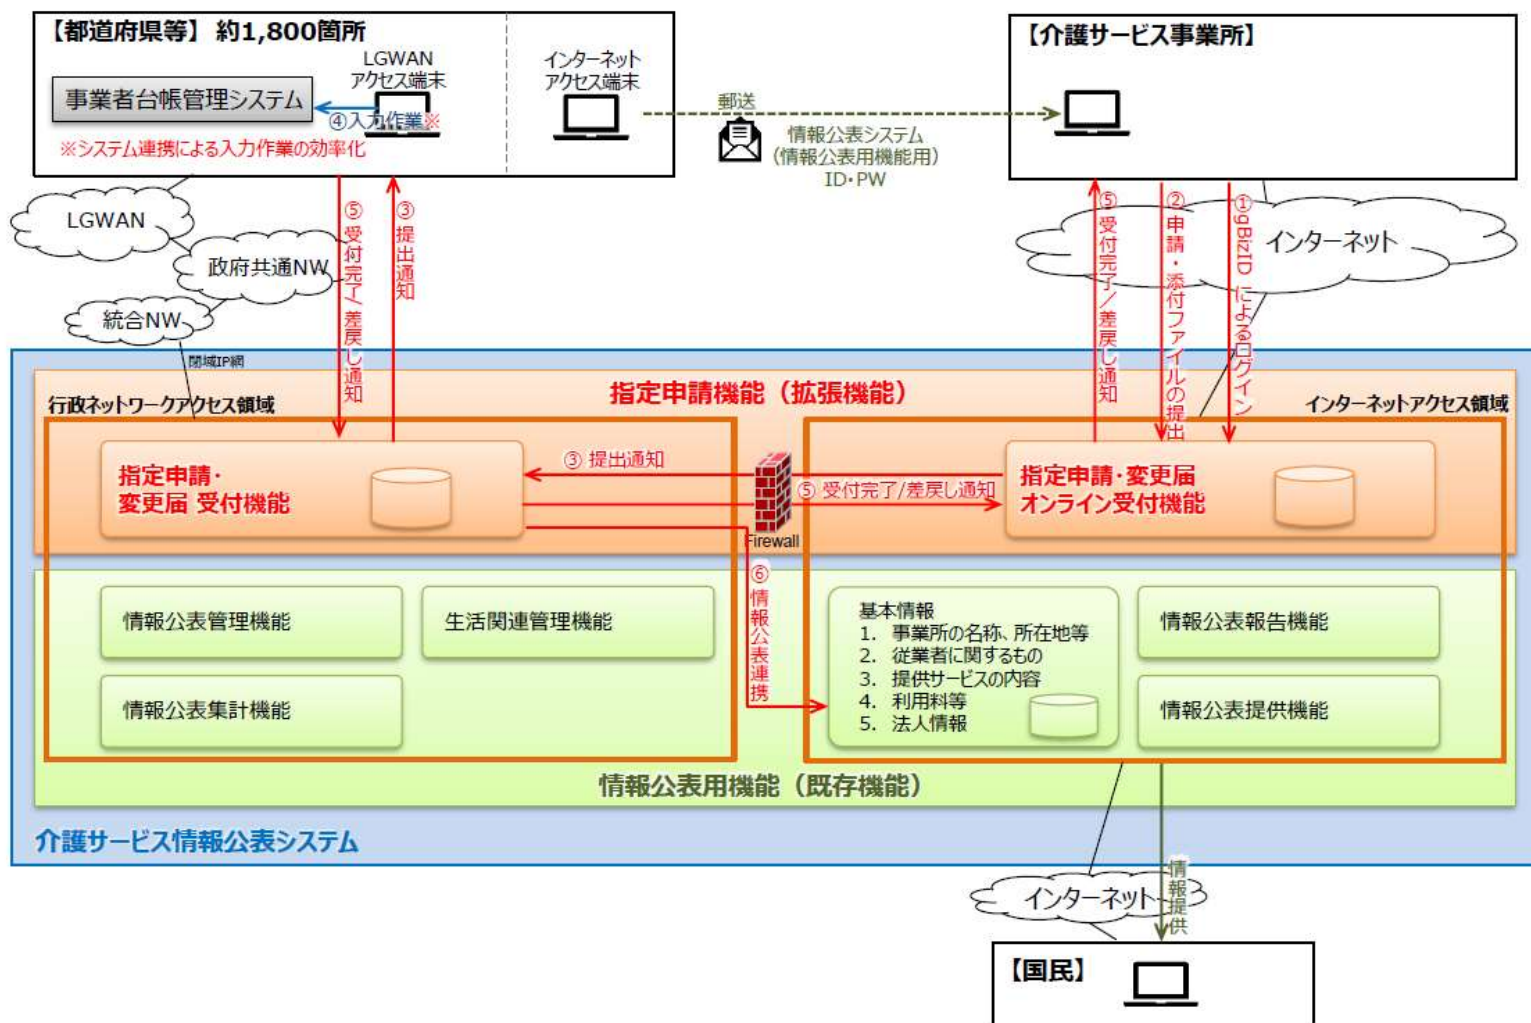 【都道府県等】 約1,800箇所
LGWAN
アクセス端末
インターネット
アクセス端末
事業者台帳管理システム
④入力作業※
※システム連携による入力作業の効率化
郵送
情報公表システム
（情報公表用機能用）
ID・PW
【介護サービス事業所】
LGWAN
政府共通NW
統合NW
閉域IP網
⑤受付完了/差戻し通知
③提出通知
⑤受付完了/差戻し通知
②申請・添付ファイルの提出
①gBizID によるログイン
インターネット
指定申請機能（拡張機能）
行政ネットワークアクセス領域
インターネットアクセス領域
指定申請・
変更届 受付機能
③ 提出通知
⑤ 受付完了/差戻し通知
Firewall
指定申請・変更届
オンライン受付機能
⑥情報公表連携
情報公表管理機能
生活関連管理機能
情報公表集計機能
基本情報
1. 事業所の名称、所在地等
2. 従業者に関するもの
3. 提供サービスの内容
4. 利用料等
5. 法人情報
情報公表報告機能
情報公表提供機能
情報公表用機能（既存機能）
介護サービス情報公表システム
インターネット
情報提供
【国民】